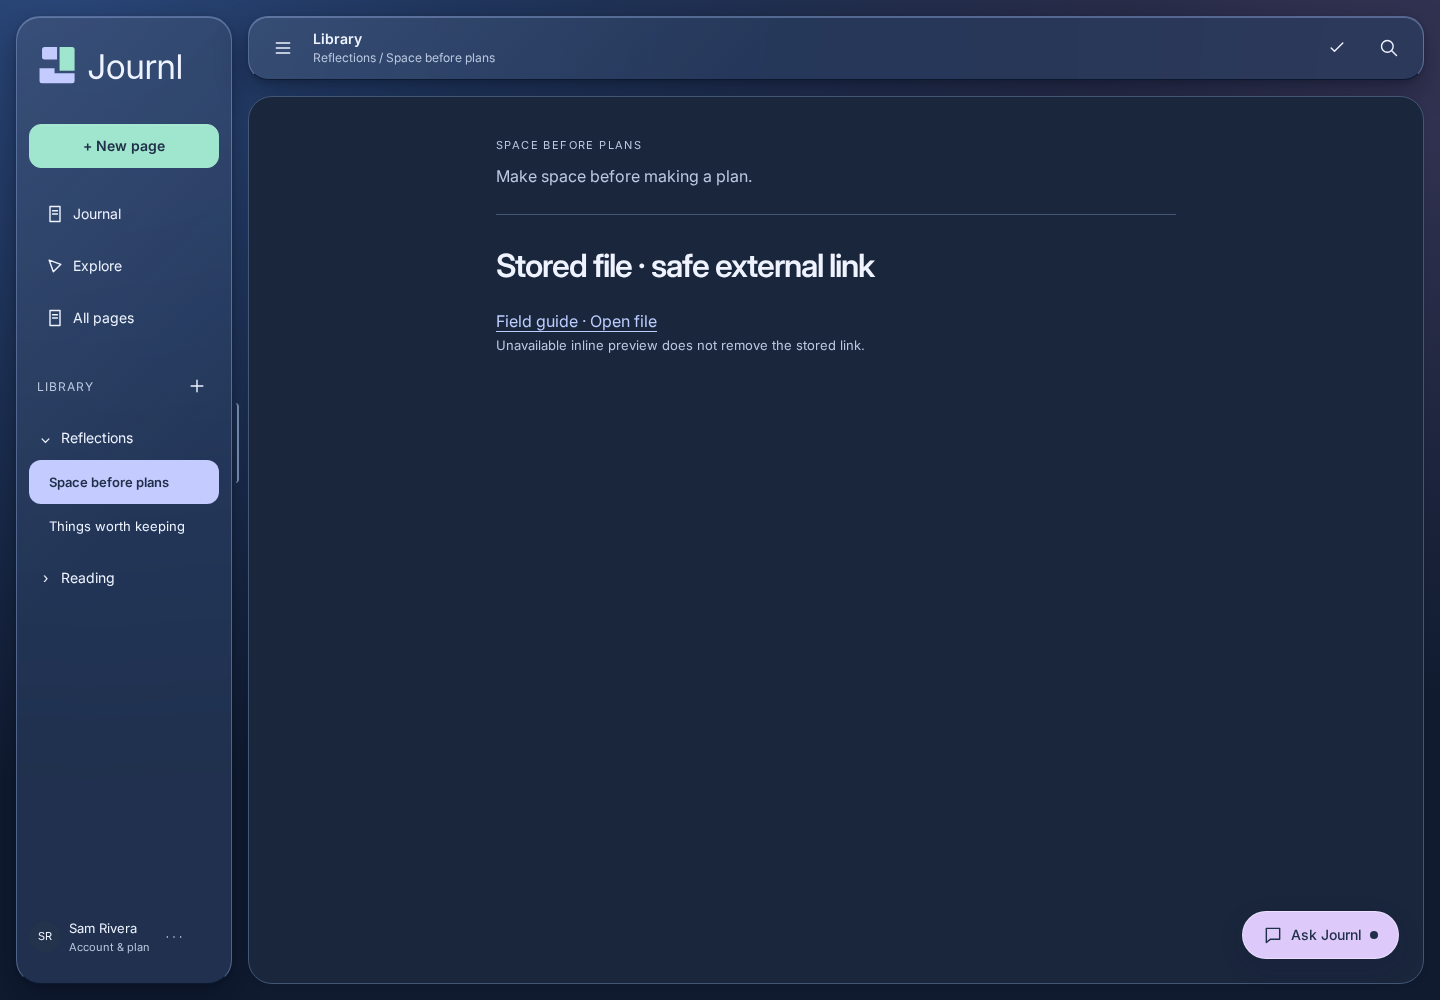 Journl
+ New page
Journal
Explore
All pages
LIBRARY
Reflections
Space before plans
Things worth keeping
Reading
SR
Sam Rivera
Account & plan
Library
Reflections / Space before plans
SPACE BEFORE PLANS
Make space before making a plan.
Stored file · safe external link
Field guide · Open file
Unavailable inline preview does not remove the stored link.
Ask Journl